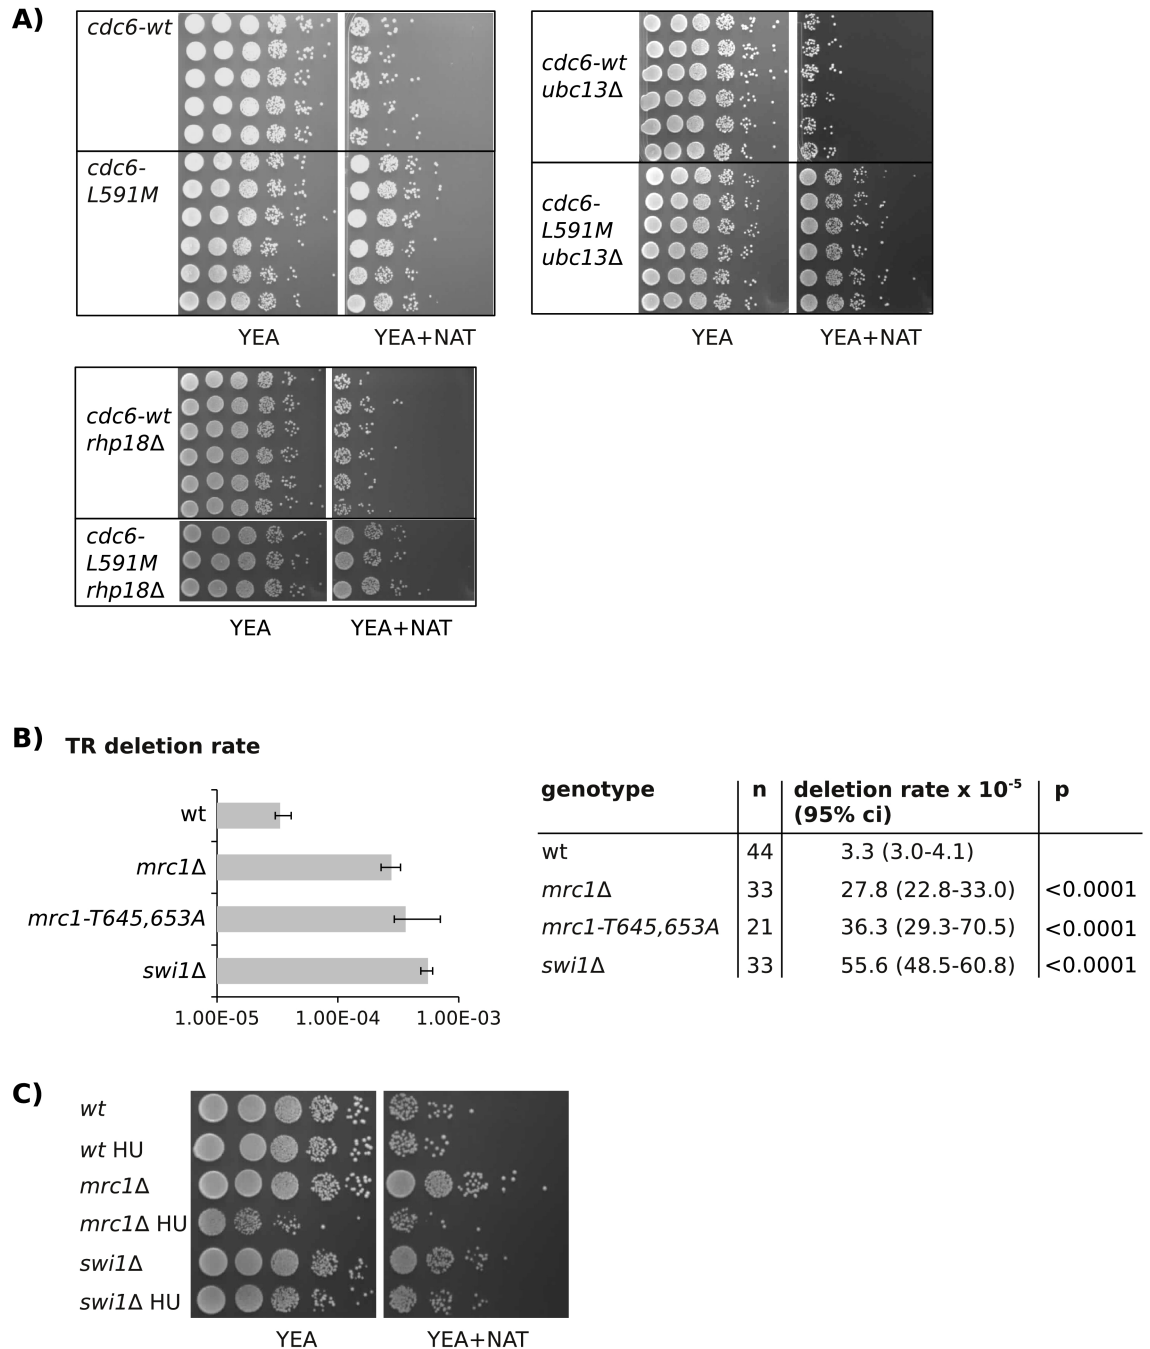 A)
cdc6-wt
cdc6-
L591M
YEA YEA+NAT
cdc6-wt
ubc13Δ
cdc6-
L591M
ubc13Δ
YEA YEA+NAT
cdc6-wt
rhp18Δ
cdc6-
L591M
rhp18Δ
YEA YEA+NAT
B) TR deletion rate
wt
mrc1Δ
mrc1-T645,653A
swi1Δ
1.00E-05 1.00E-04 1.00E-03
genotype n deletion rate x 10-5 p
(95% ci)
wt 44 3.3 (3.0-4.1)
mrc1Δ 33 27.8 (22.8-33.0) <0.0001
mrc1-T645,653A 21 36.3 (29.3-70.5) <0.0001
swi1Δ 33 55.6 (48.5-60.8) <0.0001
C)
wt
wt HU
mrc1Δ
mrc1Δ HU
swi1Δ
swi1Δ HU
YEA YEA+NAT